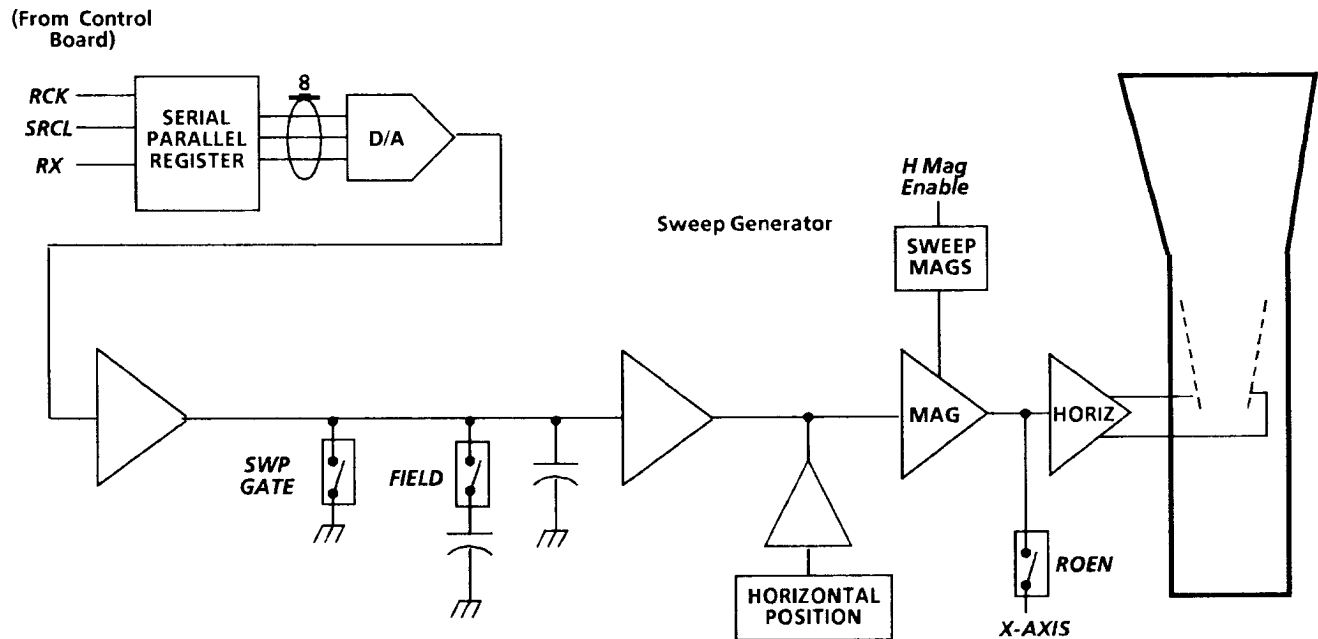 (From Control
Board)
RCK
SRCL
RX
SERIAL
PARALLEL
REGISTER
8
D/A
Sweep Generator
H Mag
Enable
SWEEP
MAGS
SWP
GATE
FIELD
MAG
HORIZ
HORIZONTAL
POSITION
ROEN
X-AXIS